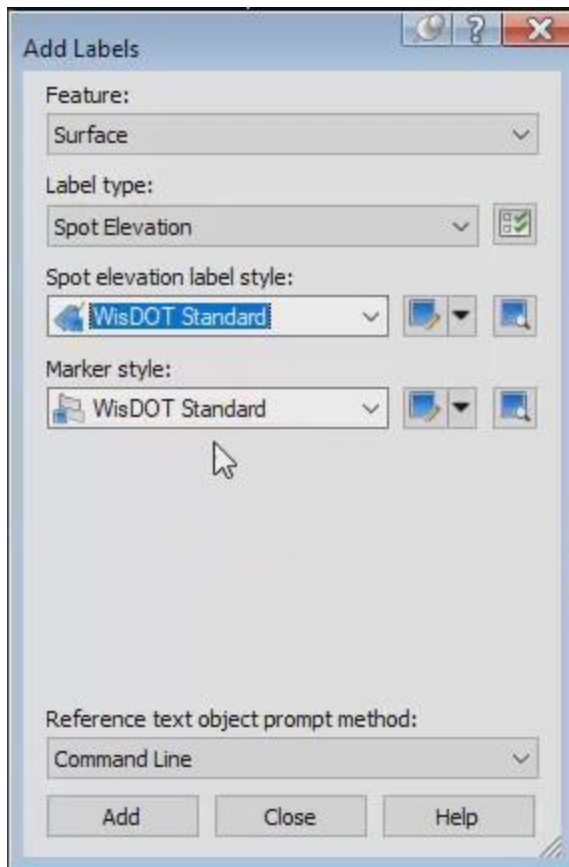 Add Labels
Feature:
Surface
Label type:
Spot Elevation
Spot elevation label style:
WisDOT Standard
Marker style:
WisDOT Standard
Reference text object prompt method:
Command Line
Add Close Help